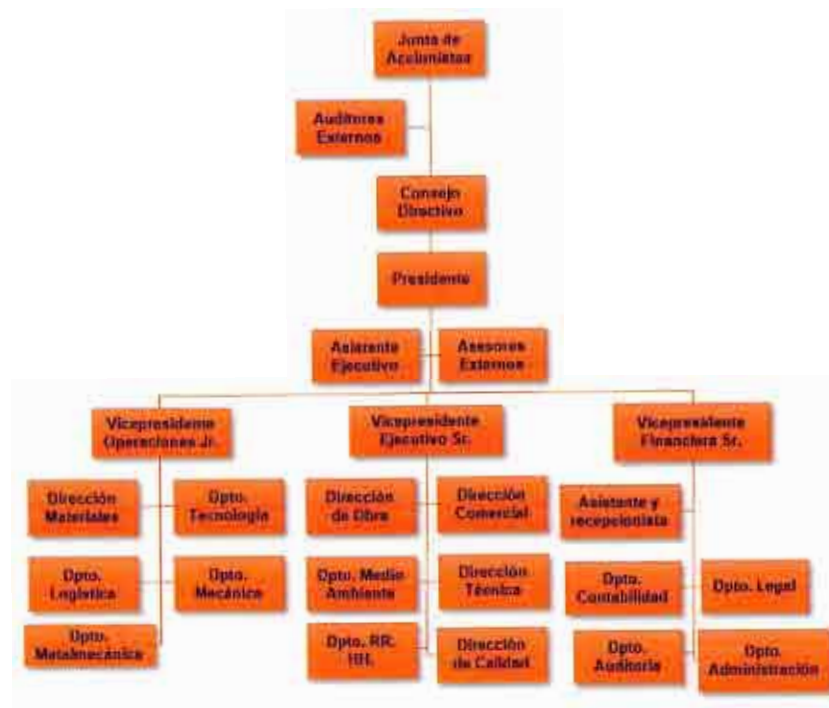 Junta de
Accionistas
Auditores
Externos
Consejo
Directivo
Presidente
Asistente
Ejecutivo
Asesores
Externos
Vicepresidente
Operaciones Jr.
Vicepresidente
Ejecutivo Sr.
Vicepresidente
Financiera Sr.
Dirección
Materiales
Dpto.
Tecnología
Dirección
de Obra
Dirección
Comercial
Asistente y
recepcionista
Dpto.
Logística
Dpto.
Mecánica
Dpto. Medio
Ambiente
Dirección
Técnica
Dpto.
Contabilidad
Dpto. Legal
Dpto.
Metalmecánica
Dpto. RR.
HH.
Dirección
de Calidad
Dpto.
Auditoria
Dpto.
Administración